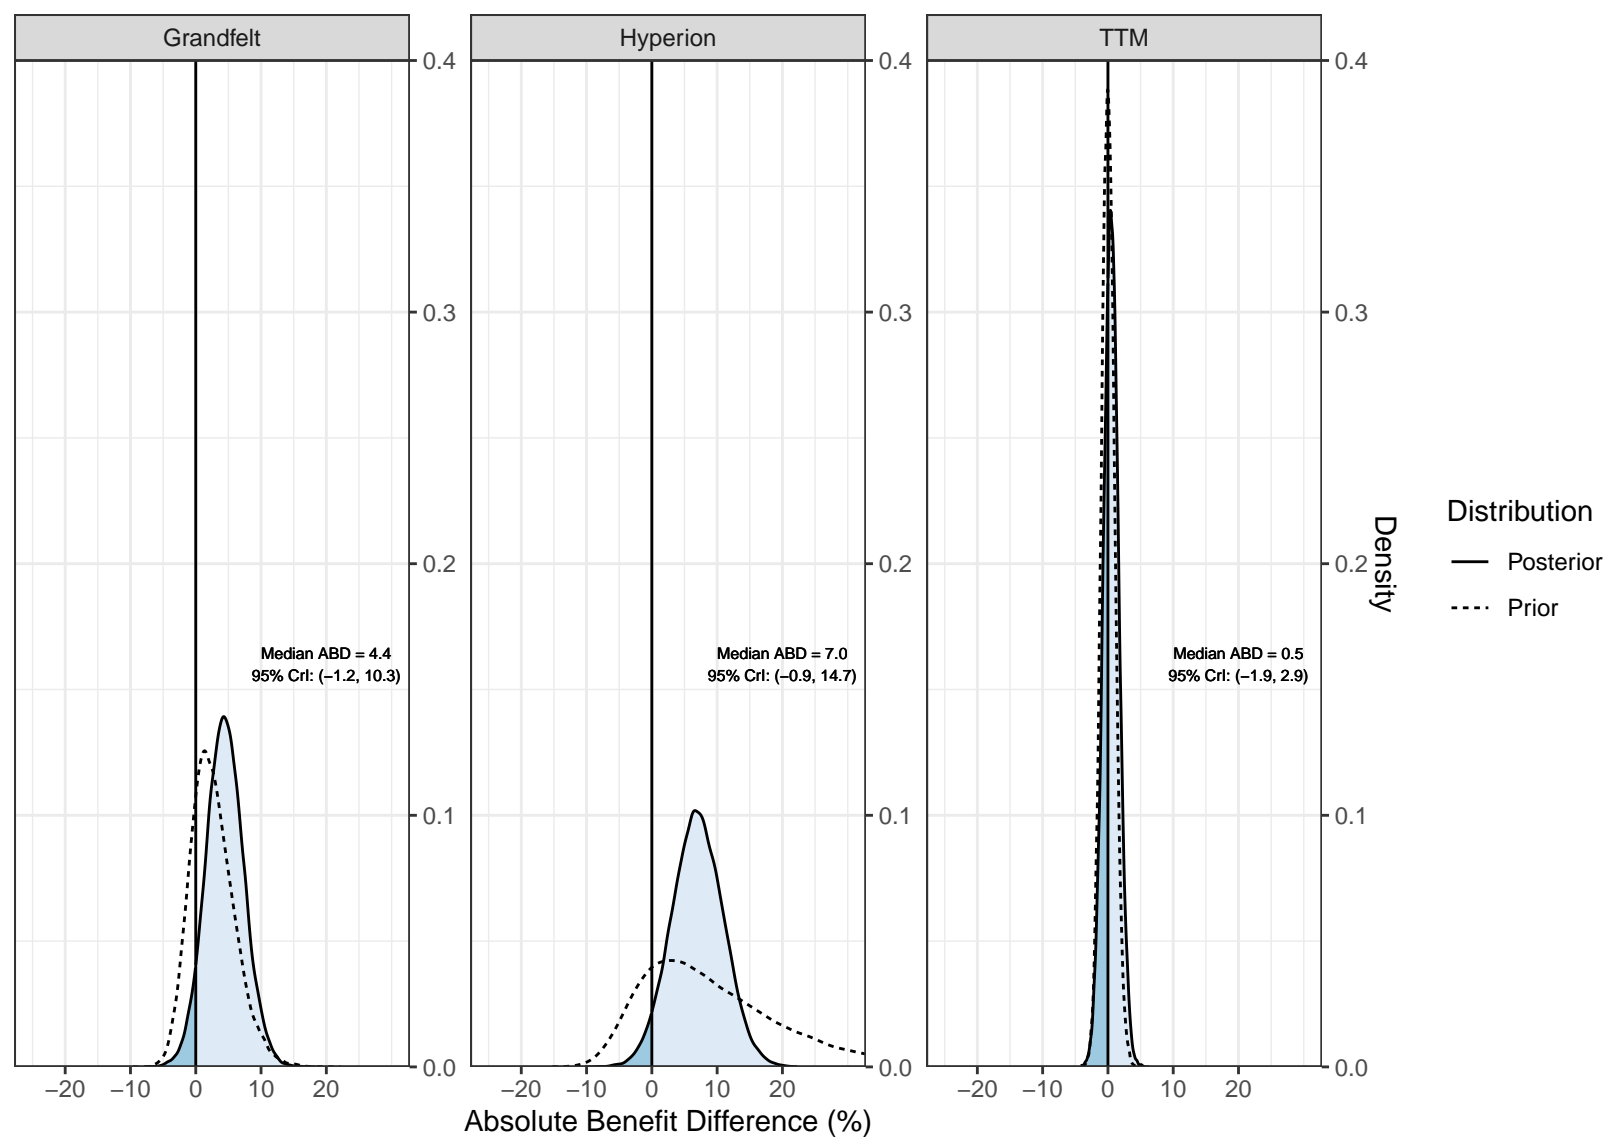 Grandfelt
Hyperion
TTM
0.4
0.3
0.2
0.1
0.0
0.4
0.3
0.2
0.1
0.0
0.4
0.3
0.2
0.1
0.0
Median ABD = 4.4
95% CrI: (−1.2, 10.3)
Median ABD = 7.0
95% CrI: (−0.9, 14.7)
Median ABD = 0.5
95% CrI: (−1.9, 2.9)
−20 −10 0 10 20
−20 −10 0 10 20
−20 −10 0 10 20
Absolute Benefit Difference (%)
Density
Distribution
Posterior
Prior